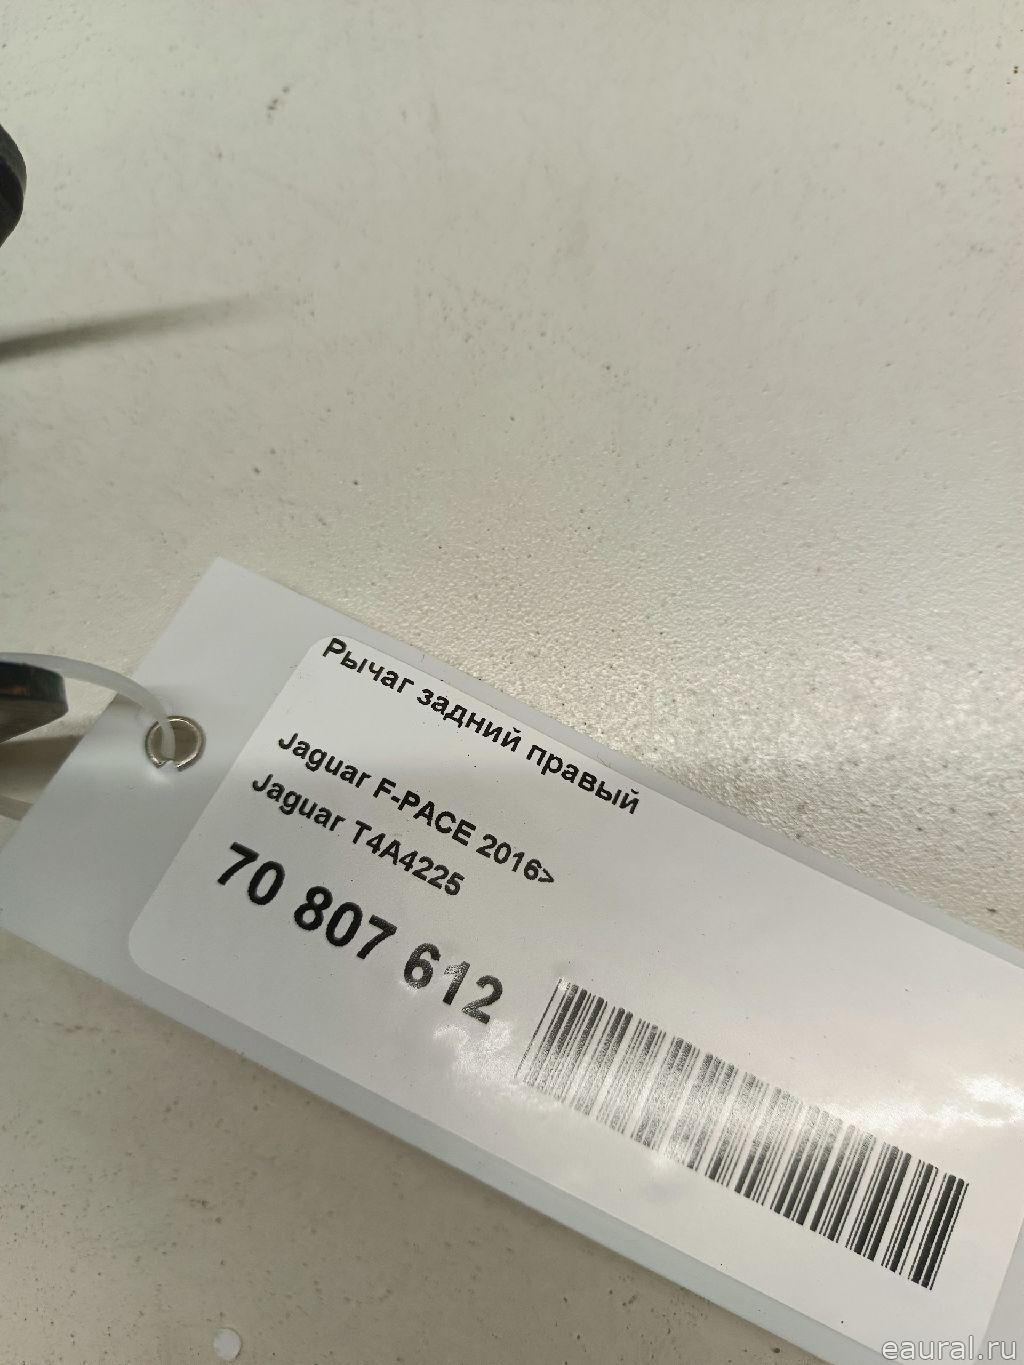 Рычаг задний правый
Jaguar F-PACE 2016>
Jaguar T4A4225
70 807 612
eaural.ru